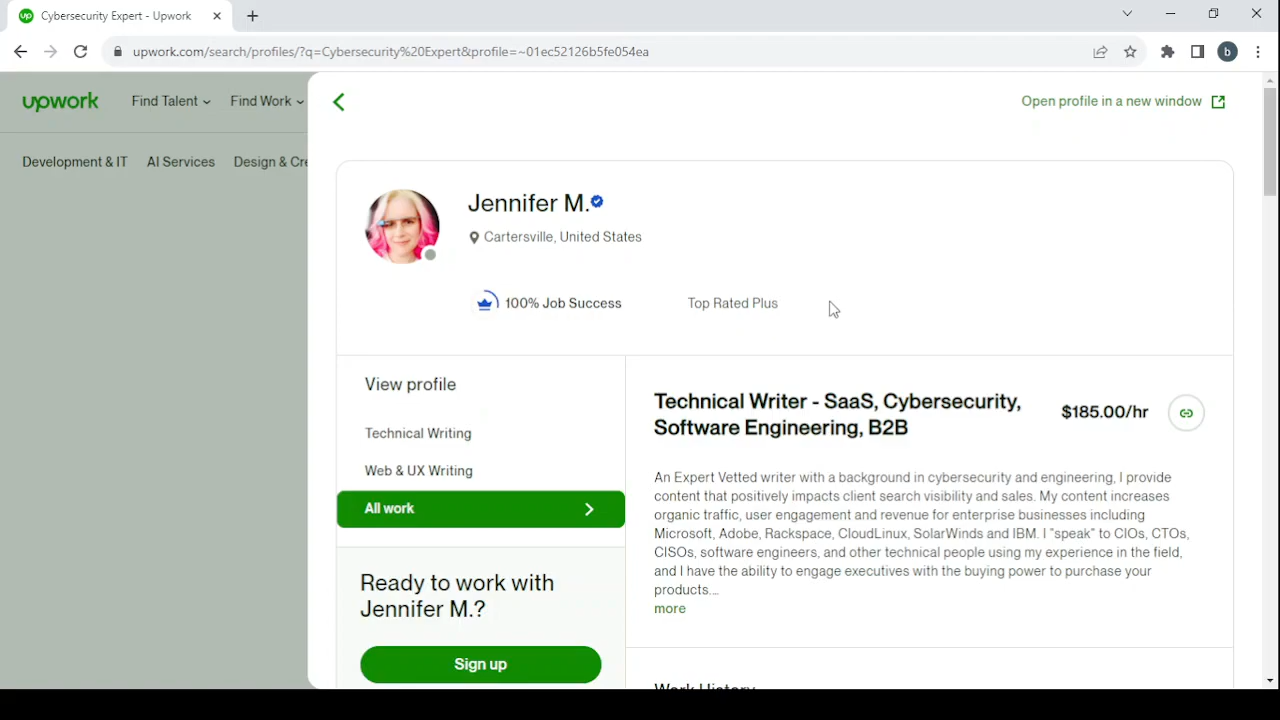 Cybersecurity Expert - Upwork
upwork.com/search/profiles/?q=Cybersecurity%20Expert&profile=~01ec52126b5fe054ea
b
upwork
Find Talent
Find Work
Open profile in a new window
Development & IT
AI Services
Design & Cre
Jennifer M.
Cartersville, United States
100% Job Success
Top Rated Plus
View profile
Technical Writing
Web & UX Writing
All work
Ready to work with
Jennifer M.?
Sign up
Technical Writer - SaaS, Cybersecurity,
Software Engineering, B2B
$185.00/hr
An Expert Vetted writer with a background in cybersecurity and engineering, I provide
content that positively impacts client search visibility and sales. My content increases
organic traffic, user engagement and revenue for enterprise businesses including
Microsoft, Adobe, Rackspace, CloudLinux, SolarWinds and IBM. I "speak" to CIOs, CTOs,
CISOs, software engineers, and other technical people using my experience in the field,
and I have the ability to engage executives with the buying power to purchase your
products...
more
Work History